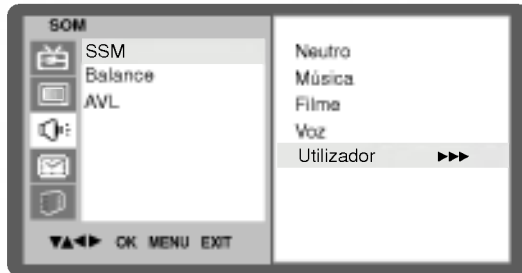 SOM
SSM
Balance
AVL
Neutro
Música
Filme
Voz
Utilizador ►►►
▼▲◄► OK MENU EXIT